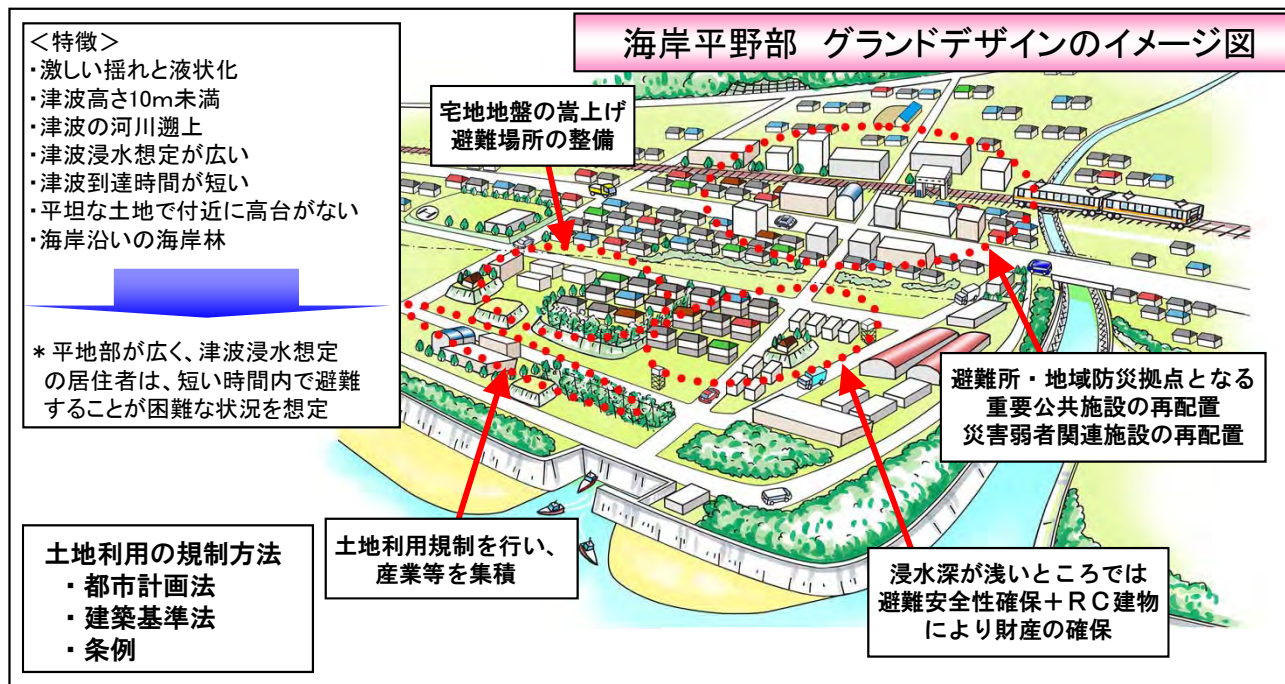 海岸平野部 グランドデザインのイメージ図
＜特徴＞
・激しい揺れと液状化
・津波高さ10ｍ未満
・津波の河川遡上
・津波浸水想定が広い
・津波到達時間が短い
・平坦な土地で付近に高台がない
・海岸沿いの海岸林
＊平地部が広く、津波浸水想定
の居住者は、短い時間内で避難
することが困難な状況を想定
宅地地盤の嵩上げ
避難場所の整備
Ⓗ
避難所・地域防災拠点となる
重要公共施設の再配置
災害弱者関連施設の再配置
土地利用の規制方法
・都市計画法
・建築基準法
・条例
土地利用規制を行い、
産業等を集積
浸水深が浅いところでは
避難安全性確保＋ＲＣ建物
により財産の確保